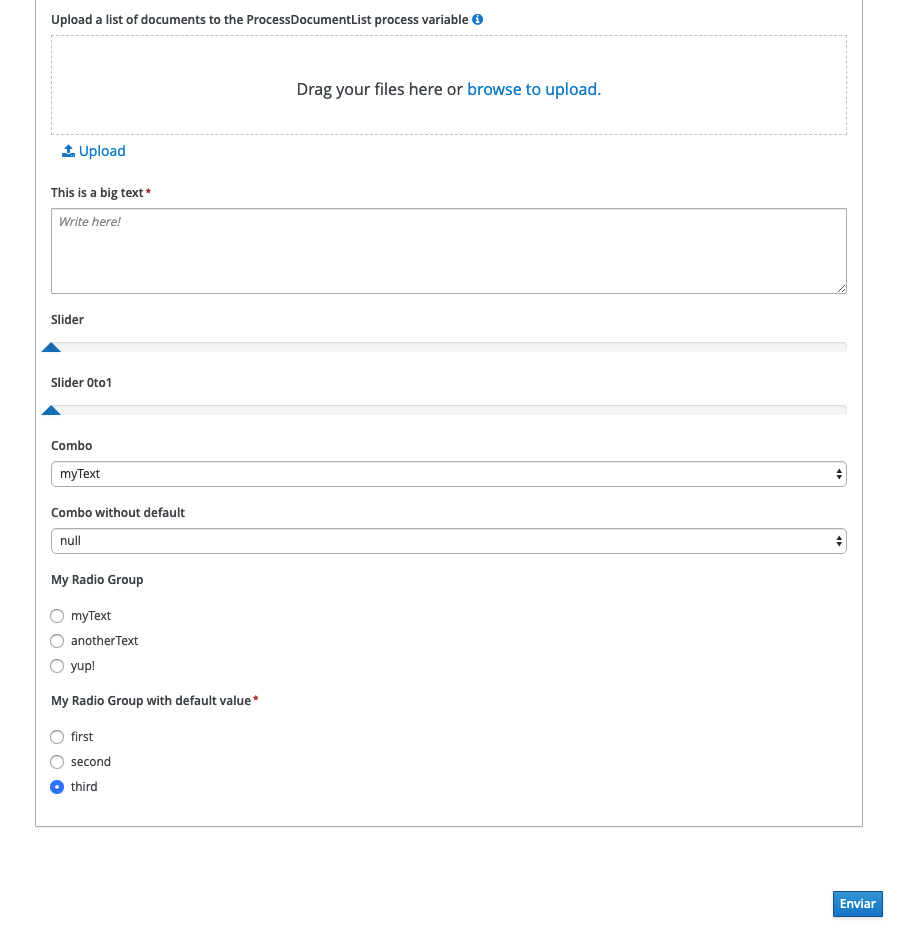 Upload a list of documents to the ProcessDocumentList process variable
Drag your files here or browse to upload.
Upload
This is a big text*
Write here!
Slider
Slider 0to1
Combo
myText
Combo without default
null
My Radio Group
myText
anotherText
yup!
My Radio Group with default value*
first
second
third
Enviar